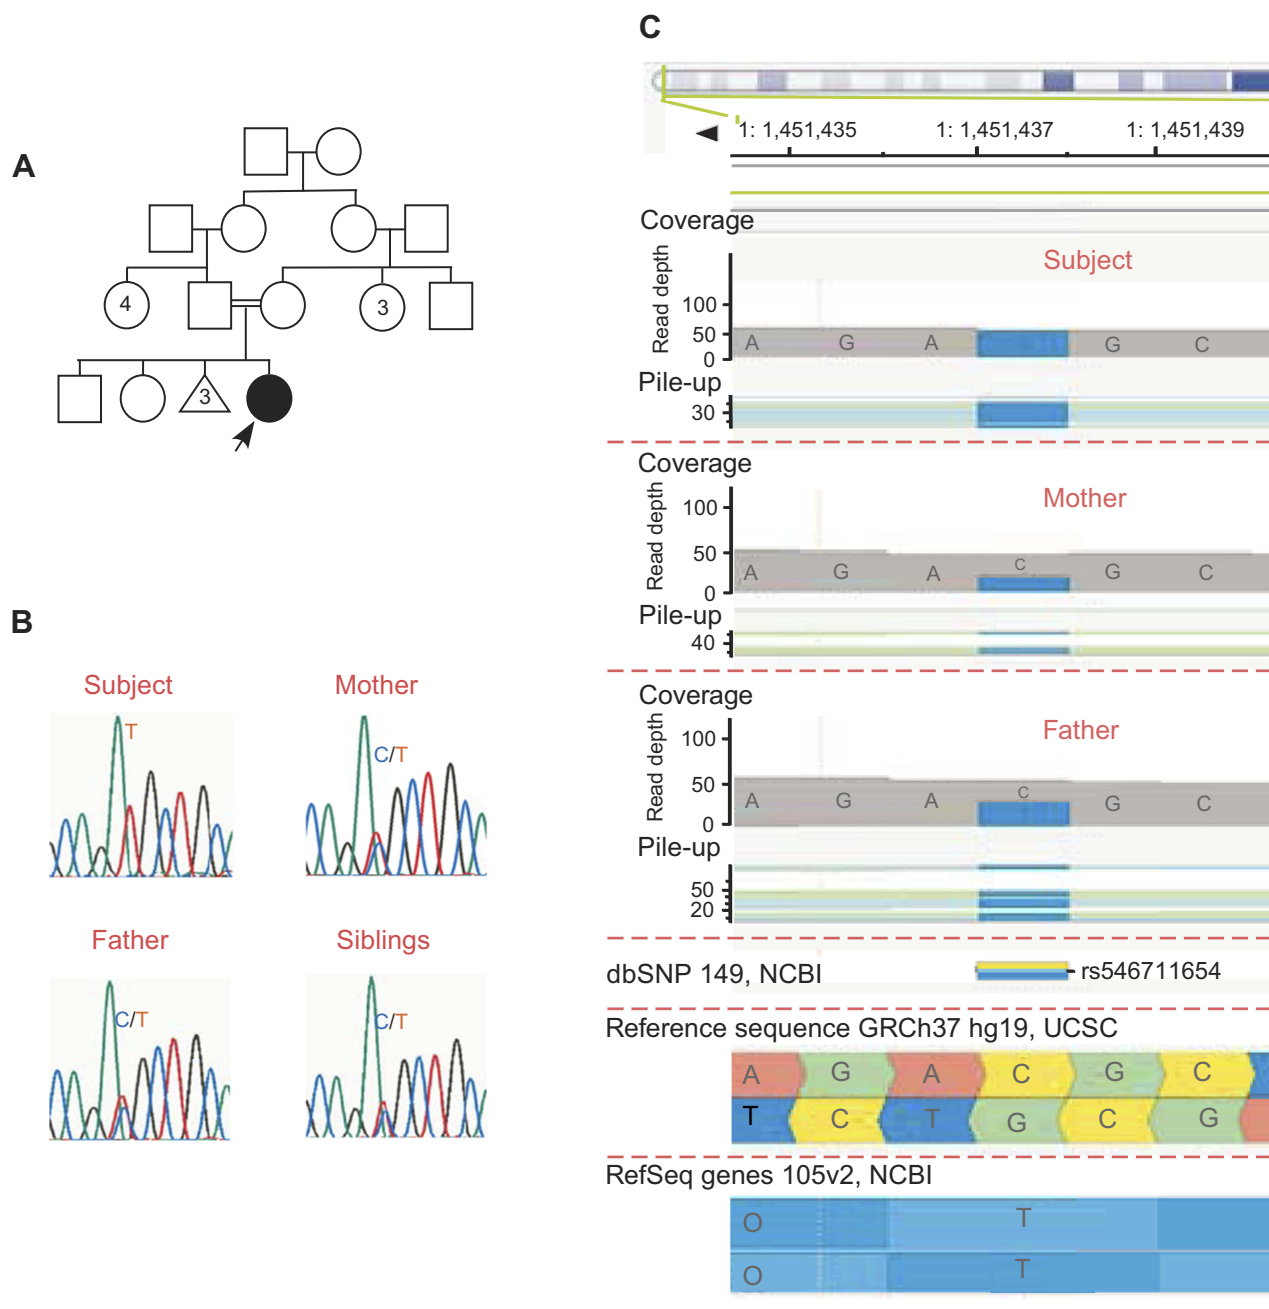 A
4
3
3
B
Subject
T
Mother
C/T
Father
C/T
Siblings
C/T
C
1: 1,451,435 1: 1,451,437 1: 1,451,439
Coverage
Subject
Read depth
100
50
0
A G A G C
Pile-up
30
Coverage
Mother
Read depth
100
50
0
A G A C G C
Pile-up
40
Coverage
Father
Read depth
100
50
0
A G A C G C
Pile-up
50
20
dbSNP 149, NCBI
rs546711654
Reference sequence GRCh37 hg19, UCSC
A G A C G C
T C T G C G
RefSeq genes 105v2, NCBI
O T
O T